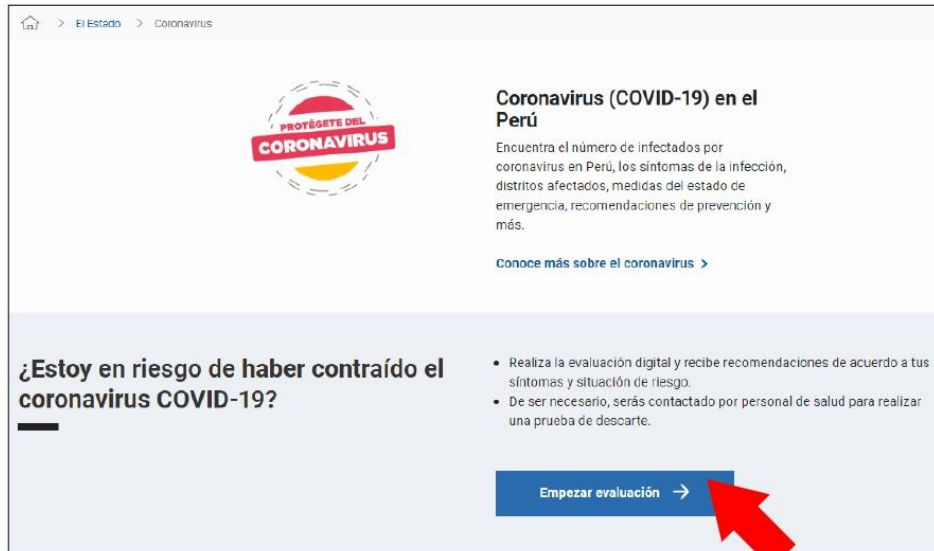 > El Estado > Coronavirus
PROTÉGETE DEL
CORONAVIRUS
Coronavirus (COVID-19) en el
Perú
Encuentra el número de infectados por
coronavirus en Perú, los síntomas de la infección,
distritos afectados, medidas del estado de
emergencia, recomendaciones de prevención y
más.
Conoce más sobre el coronavirus >
¿Estoy en riesgo de haber contraído el
coronavirus COVID-19?
• Realiza la evaluación digital y recibe recomendaciones de acuerdo a tus
síntomas y situación de riesgo.
• De ser necesario, serás contactado por personal de salud para realizar
una prueba de descarte.
Empezar evaluación →